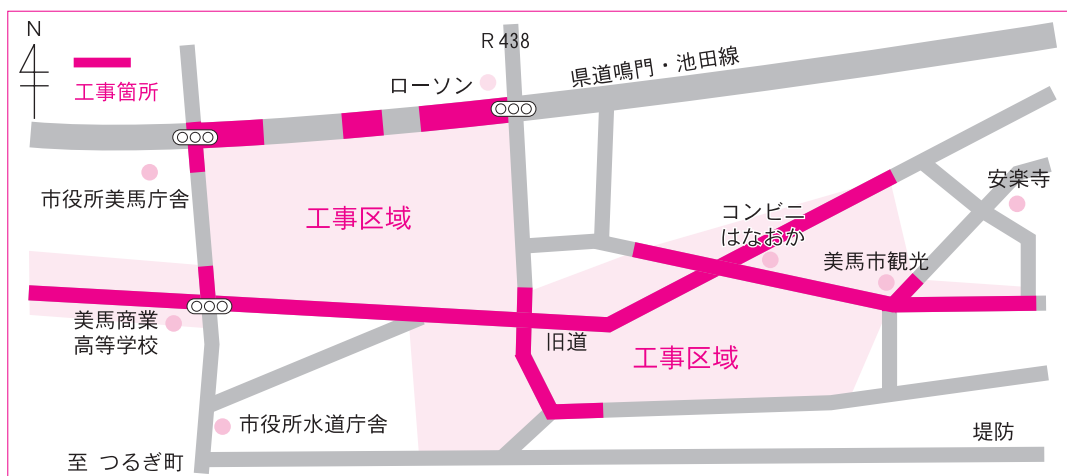 N
工事箇所
R 438
ローソン
県道鳴門・池田線
市役所美馬庁舎
工事区域
コンビニ
はなおか
安楽寺
美馬市観光
美馬商業
高等学校
旧道
工事区域
市役所水道庁舎
堤防
至 つるぎ町